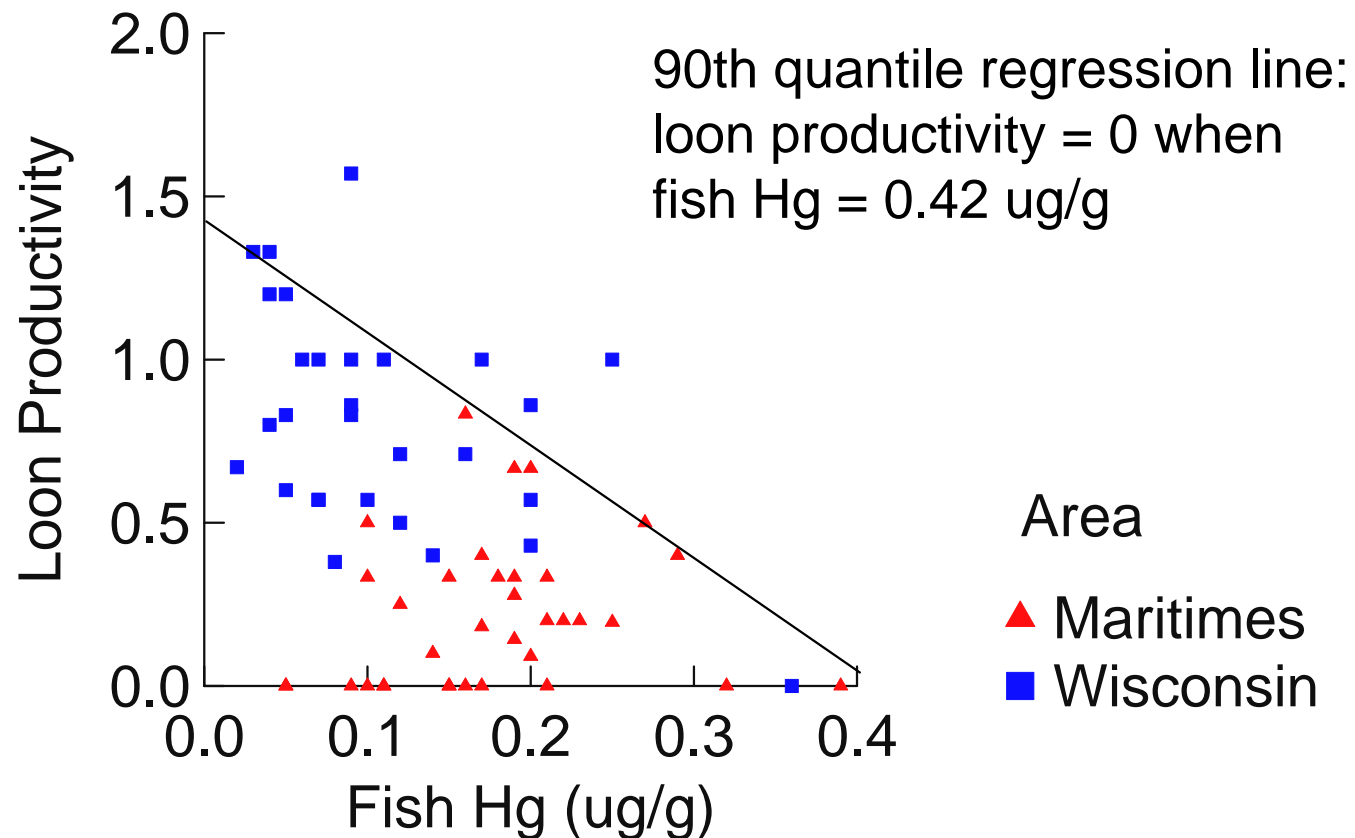 2.0
90th quantile regression line:
loon productivity = 0 when
fish Hg = 0.42 ug/g
1.5
Loon Productivity
1.0
0.5
Area
Maritimes
Wisconsin
0.0
0.0 0.1 0.2 0.3 0.4
Fish Hg (ug/g)